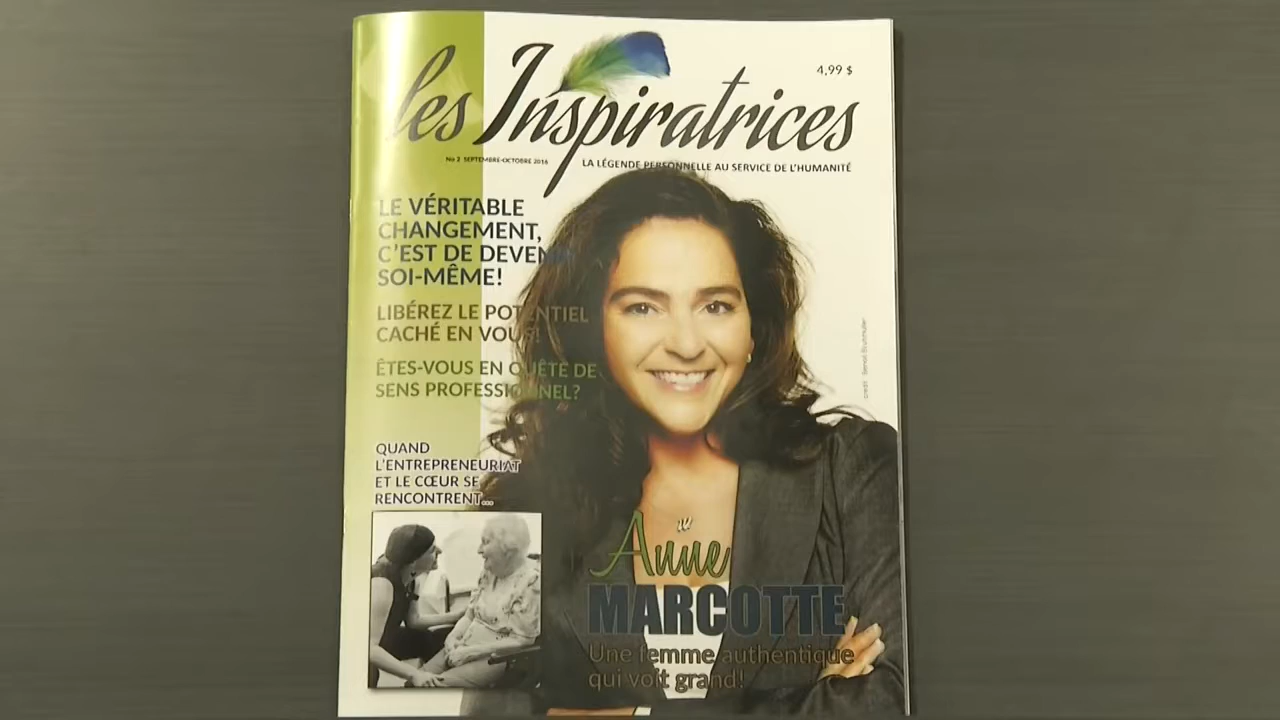 les Inspiratrices
4,99 $
No 2 SEPTEMBRE-OCTOBRE 2016
LA LÉGENDE PERSONNELLE AU SERVICE DE L'HUMANITÉ
LE VÉRITABLE
CHANGEMENT,
C'EST DE DEVENIR
SOI-MÊME!
LIBÉREZ LE POTENTIEL
CACHÉ EN VOUS!
ÊTES-VOUS EN QUÊTE DE
SENS PROFESSIONNEL?
QUAND
L'ENTREPRENEURIAT
ET LE CŒUR SE
RENCONTRENT...
Anne
MARCOTTE
Une femme authentique
qui voit grand!